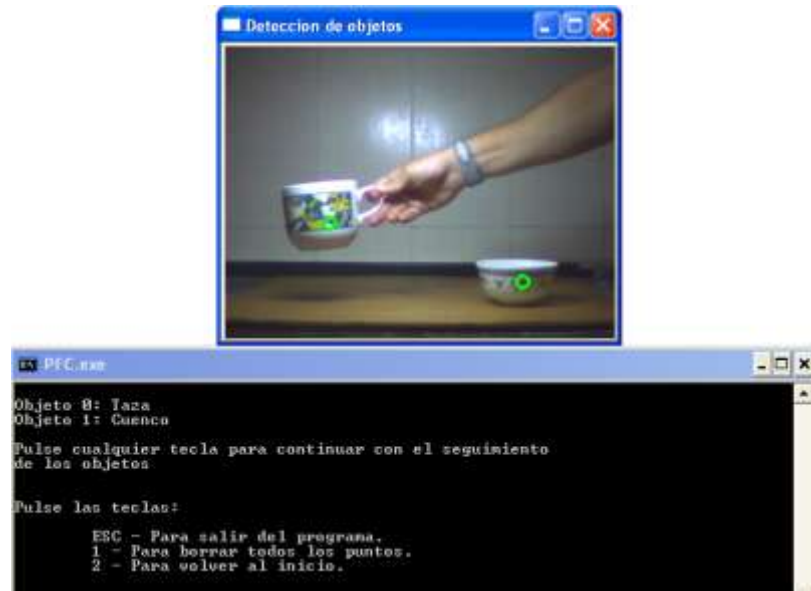 Deteccion de objetos
PFC.exe
Objeto 0: Taza
Objeto 1: Cuenco
Pulse cualquier tecla para continuar con el seguimiento
de los objetos
Pulse las teclas:
ESC - Para salir del programa.
1 - Para borrar todos los puntos.
2 - Para volver al inicio.